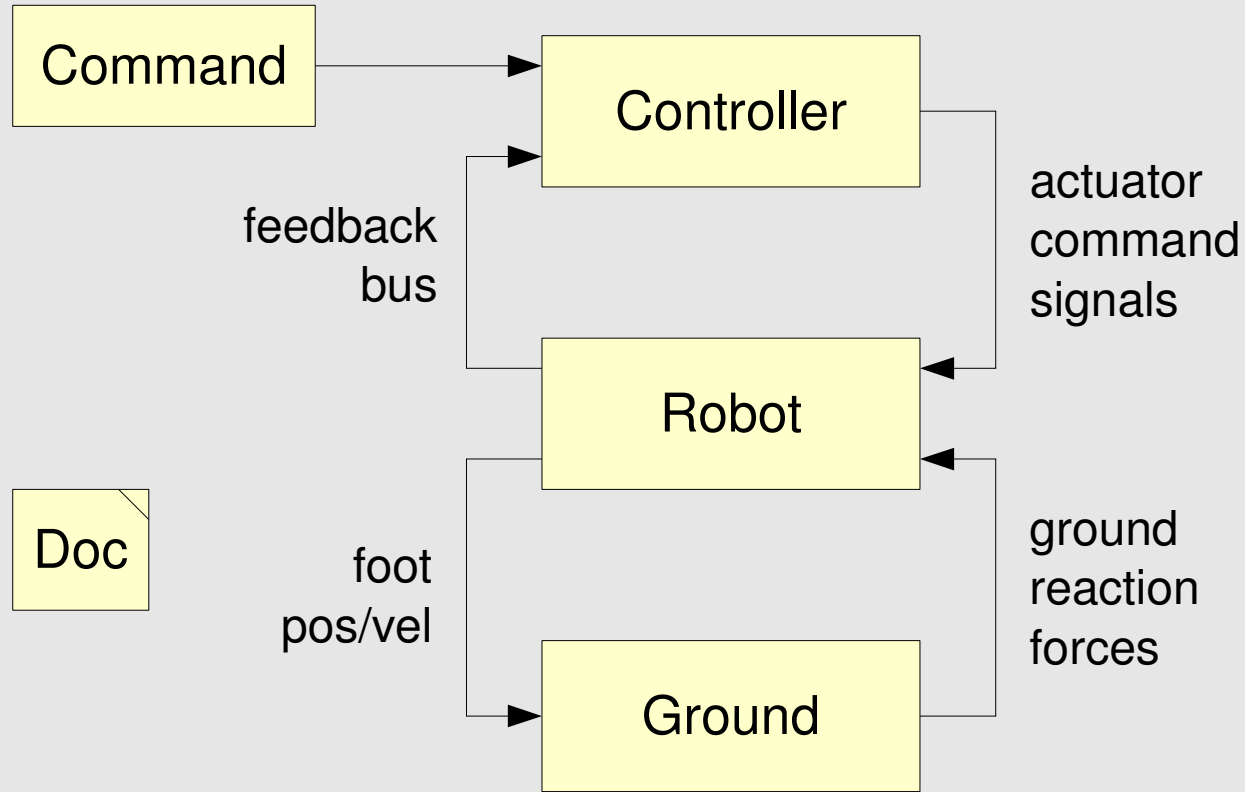 Command
Controller
feedback
bus
actuator
command
signals
Robot
Doc
foot
pos/vel
ground
reaction
forces
Ground